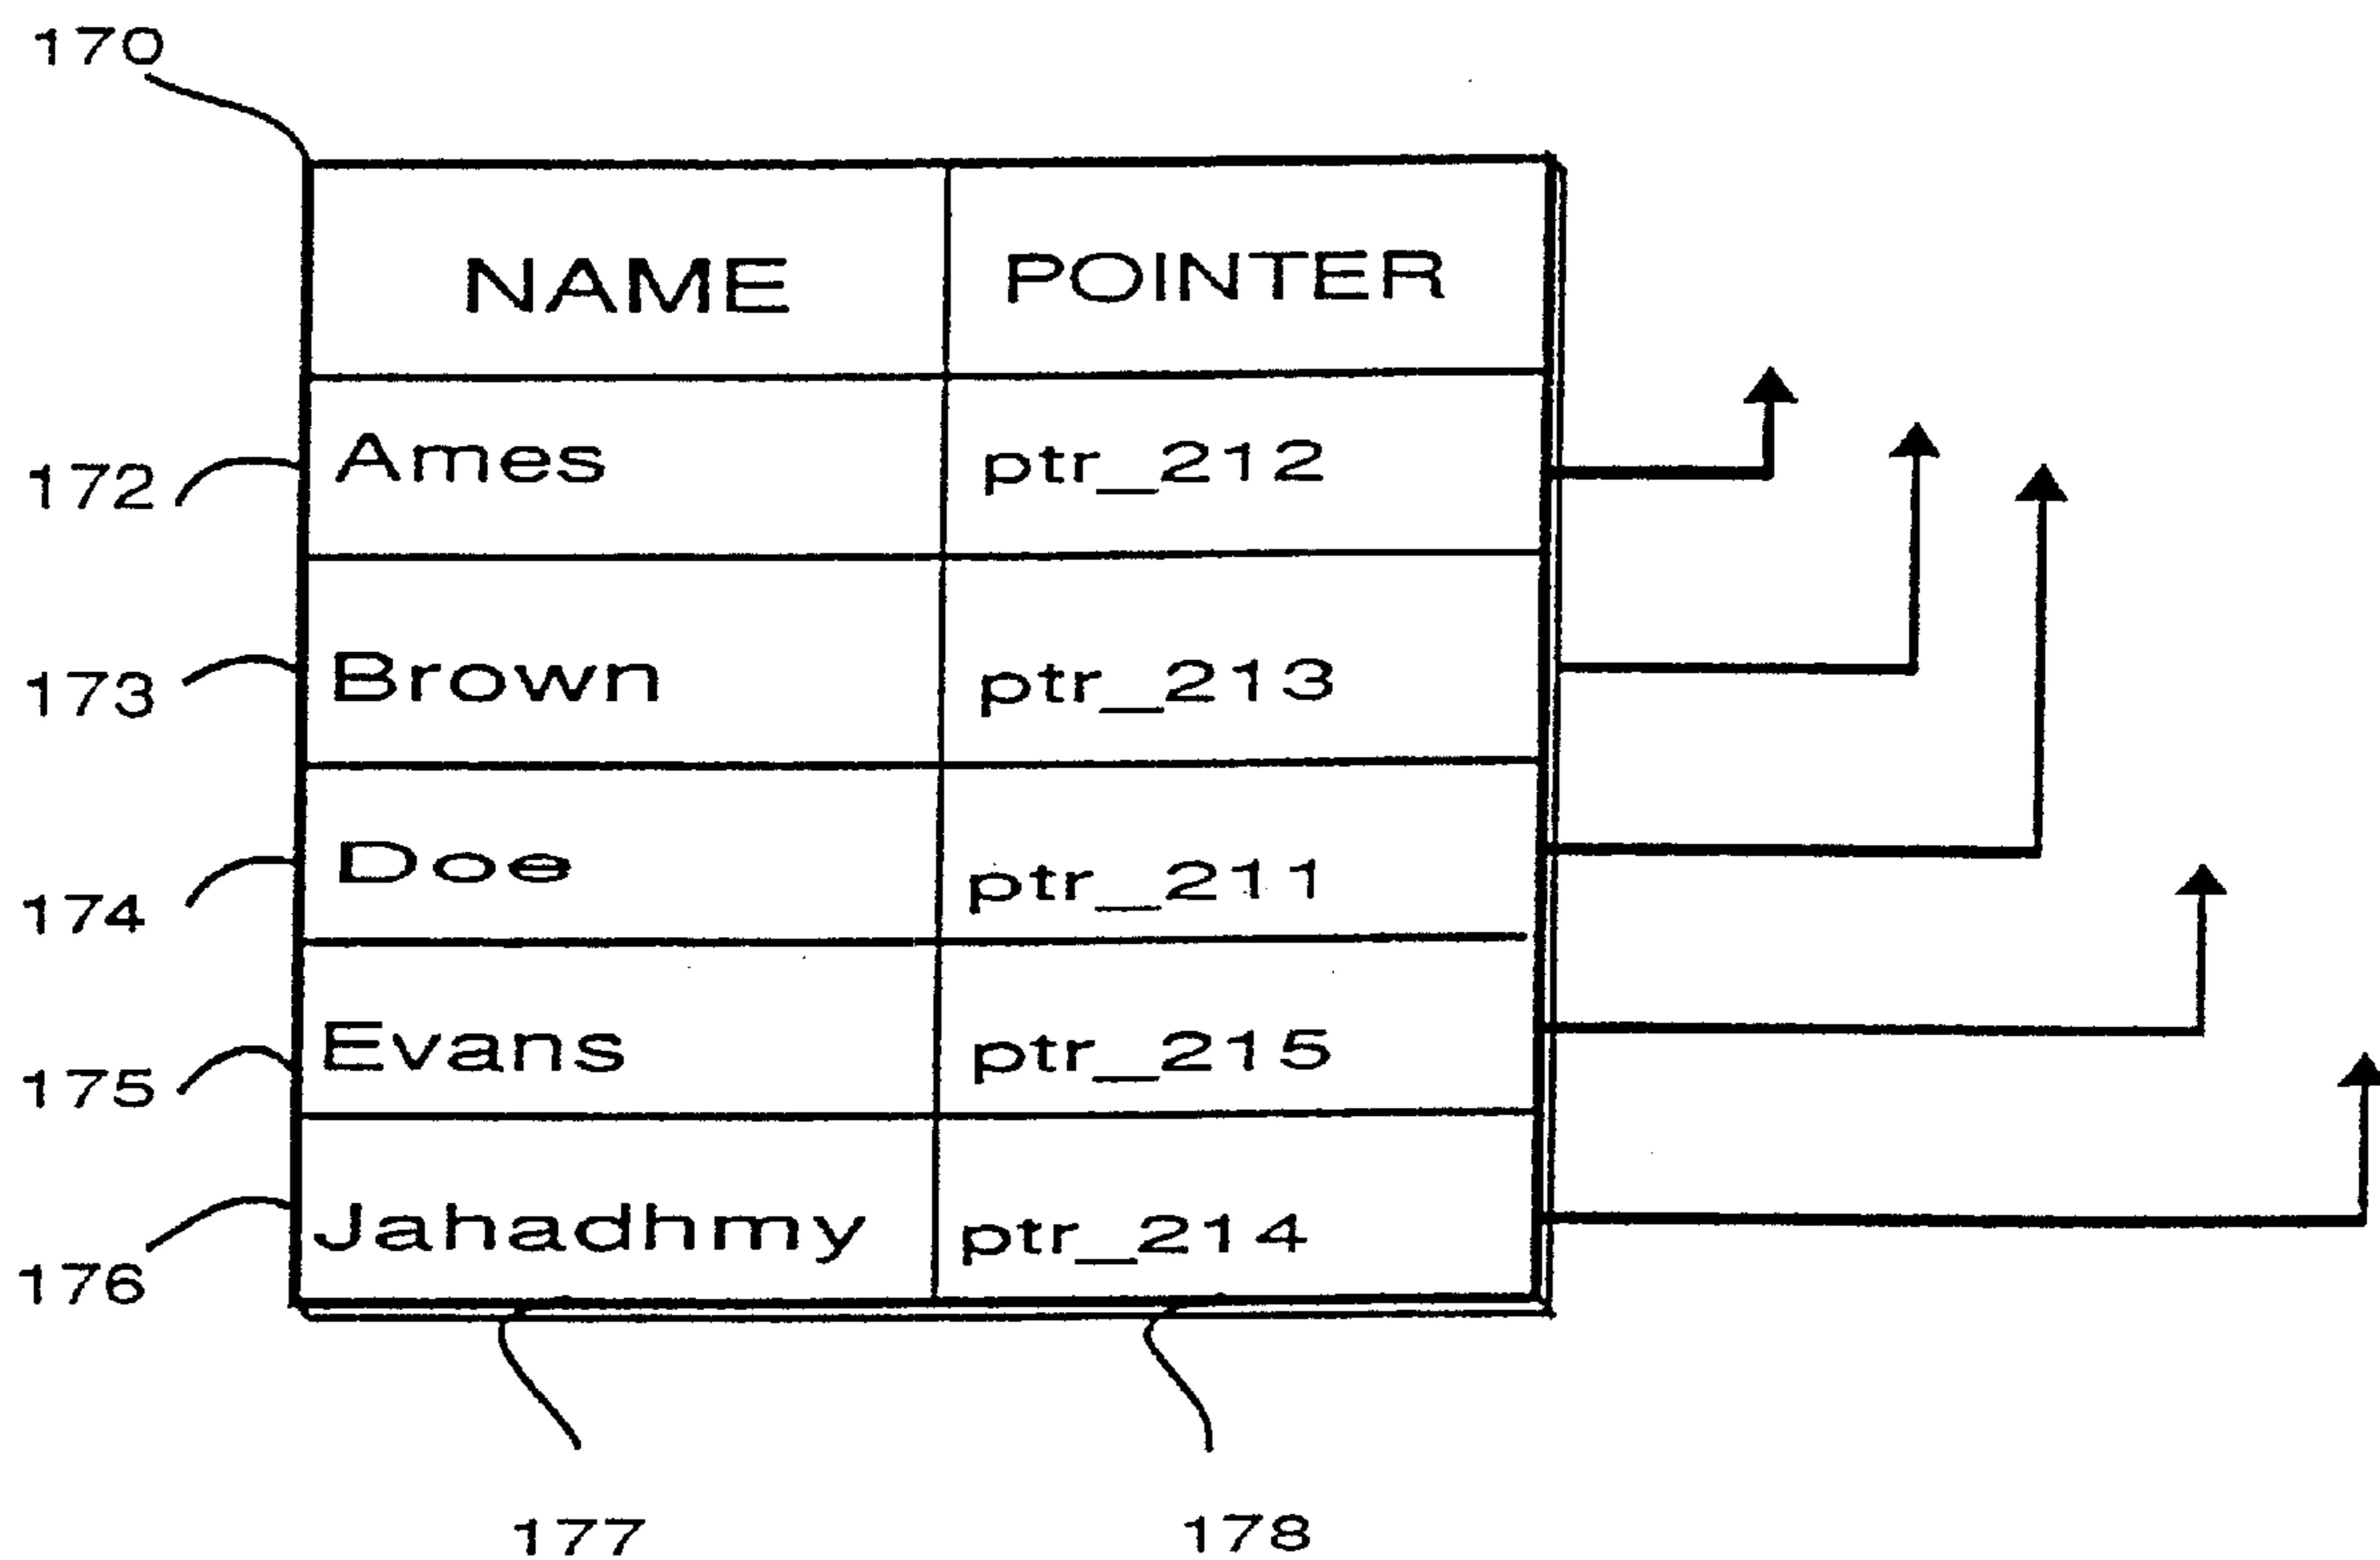 170
NAME POINTER
172 Ames ptr_212
173 Brown ptr_213
174 Doe ptr_211
175 Evans ptr_215
176 Jahadhmy ptr_214
177 178